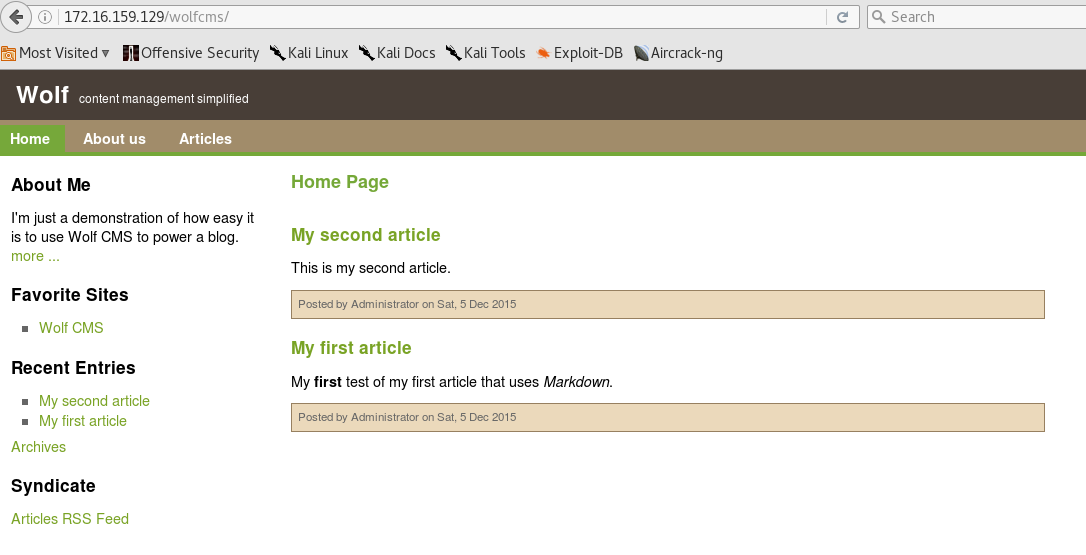 172.16.159.129/wolfcms/
Search
Most Visited Offensive Security Kali Linux Kali Docs Kali Tools Exploit-DB Aircrack-ng
Wolf content management simplified
Home About us Articles
About Me
I'm just a demonstration of how easy it
is to use Wolf CMS to power a blog.
more ...
Favorite Sites
Wolf CMS
Recent Entries
My second article
My first article
Archives
Syndicate
Articles RSS Feed
Home Page
My second article
This is my second article.
Posted by Administrator on Sat, 5 Dec 2015
My first article
My first test of my first article that uses Markdown.
Posted by Administrator on Sat, 5 Dec 2015